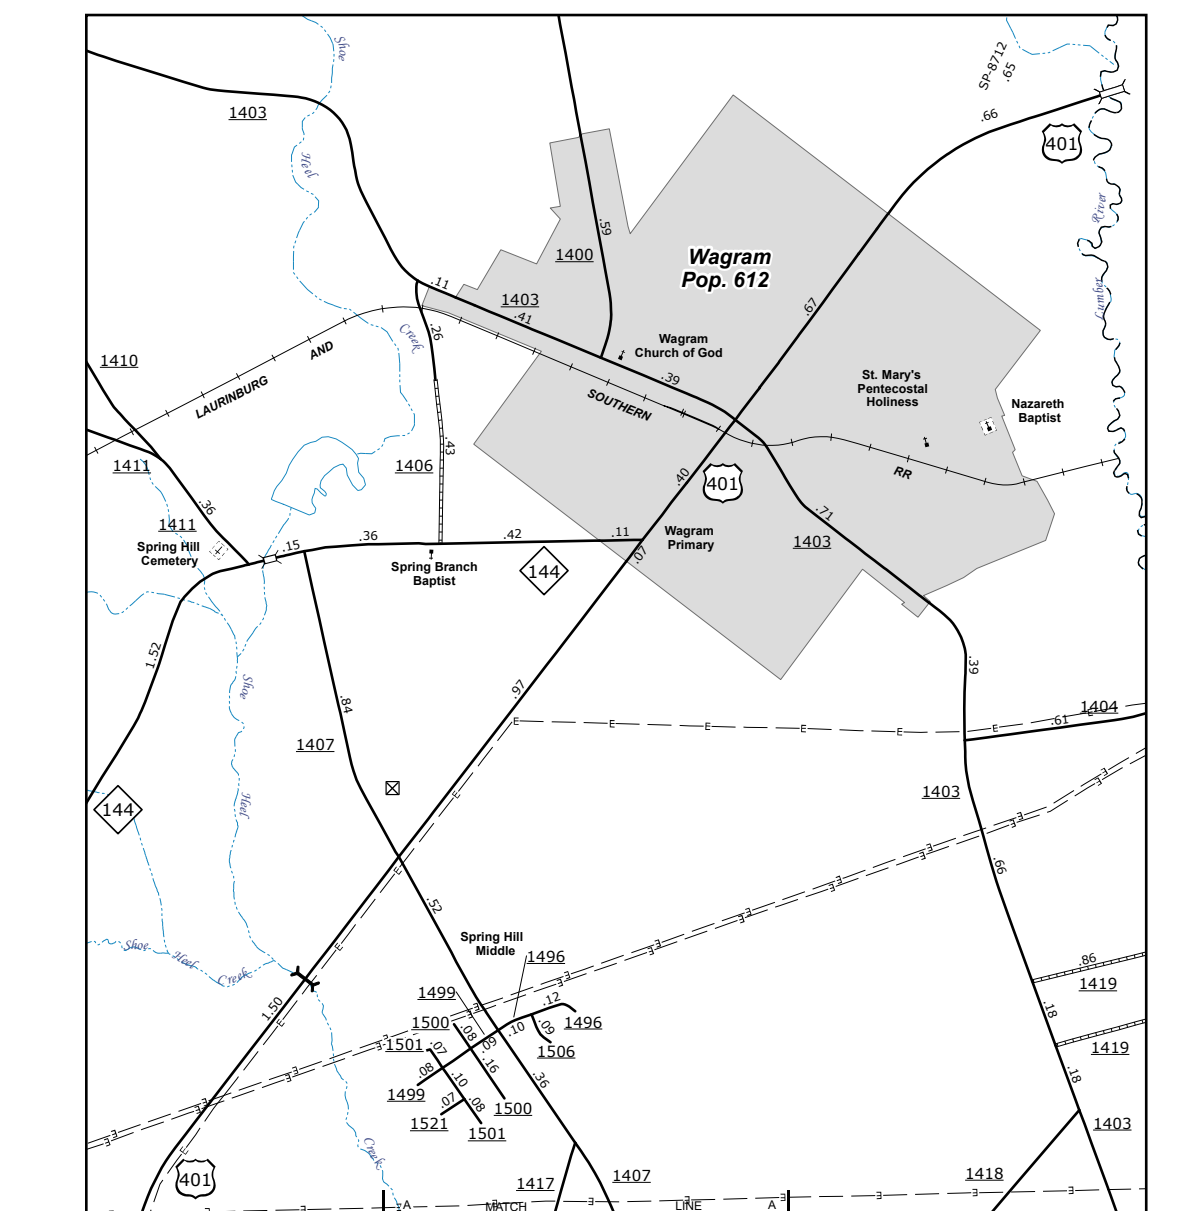 Shoe
SP-8712
.65
.66
401
1403
Heel
River
.59
1400
Wagram
Pop. 612
.11
1403
.41
.67
Lumber
.26
Creek
Wagram
Church of God
AND
1410
LAURINBURG
.39
St. Mary's
Pentecostal
Holiness
SOUTHERN
Nazareth
Baptist
.43
1411
1406
RR
.40
401
.36
.71
1411
Spring Hill
Cemetery
.15
.36
.42
.11
Wagram
Primary
1403
.07
Spring Branch
Baptist
144
1.52
.39
Shoe
.84
.97
1404
.61
E
E
E
E
E
E
E
1407
144
Heel
1403
E
E
E
E
E
.66
E
E
.52
E
E
Spring Hill
Middle
Shoe
Heel
Creek
E
E
E
1496
.86
1419
E
E
1499
.12
1.50
E
1500
.08
.10
.09
1496
.18
E
E
1501
.07
.09
1506
E
E
.16
1419
.08
.10
.36
.18
1499
.07
.08
1500
E
E
1521
1501
1403
E
E
Creek
E
401
1417
1407
1418
E
E
A
MATCH
E
E
LINE
E
A
E
E